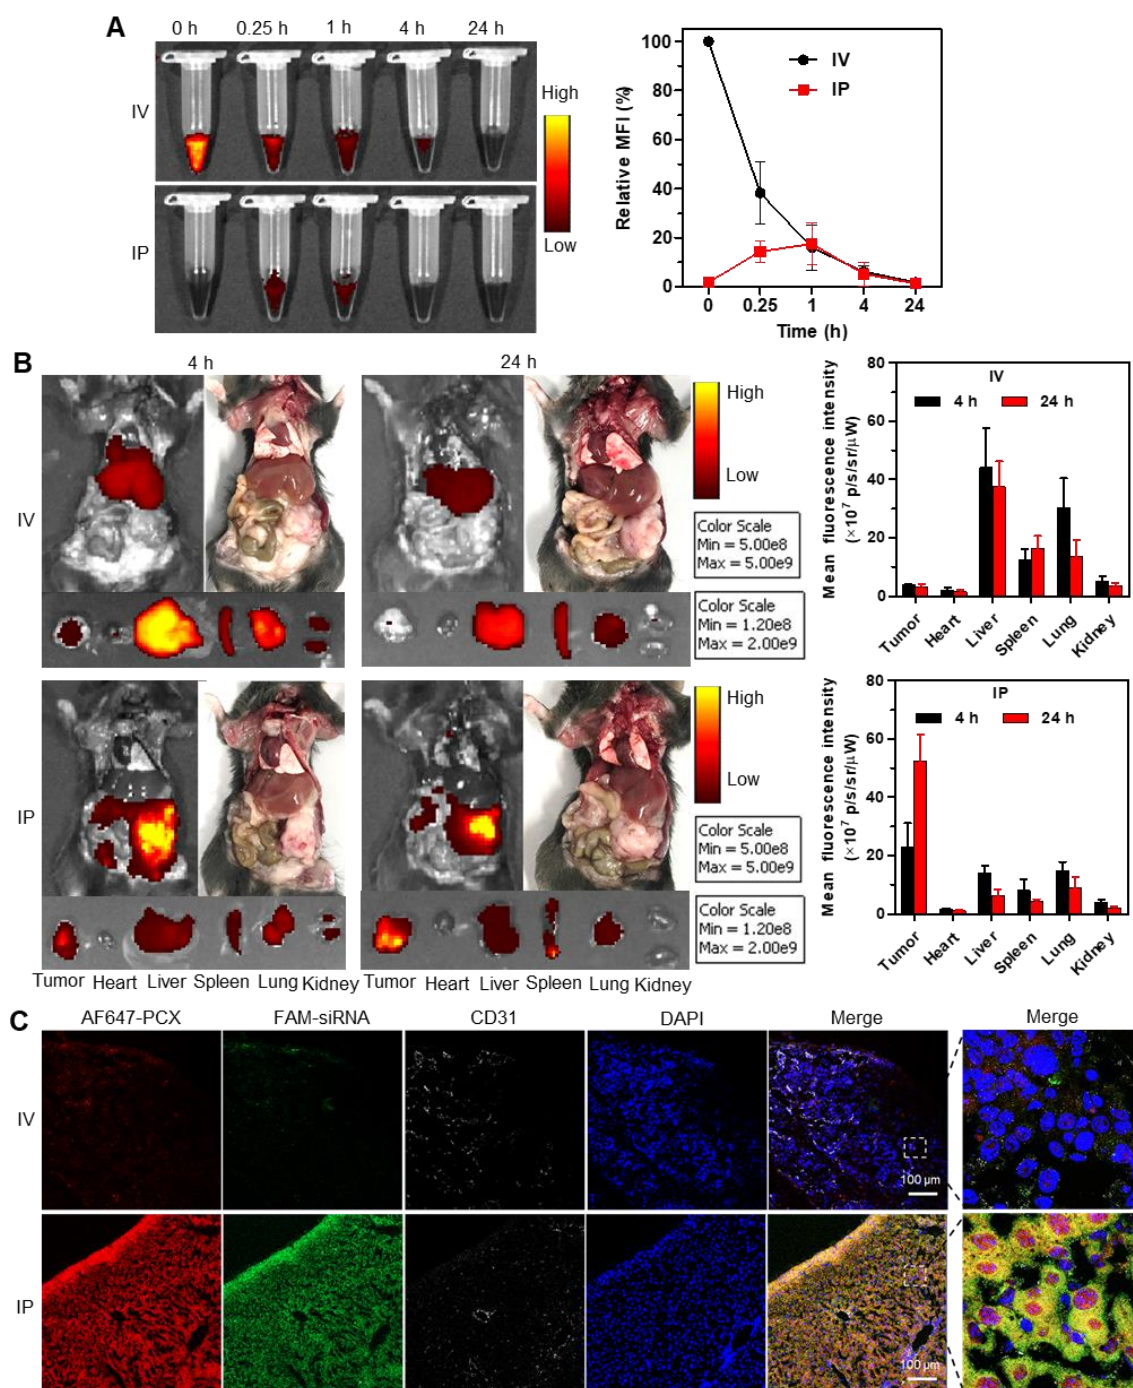 A
0 h 0.25 h 1 h 4 h 24 h
IV
IP
High
Low
Relative MFI (%)
100
80
60
40
20
0
IV
IP
0 0.25 1 4 24
Time (h)
B
4 h 24 h
IV
High
Low
Color Scale
Min = 5.00e8
Max = 5.00e9
Color Scale
Min = 1.20e8
Max = 2.00e9
Mean fluorescence intensity
(×10⁷ p/s/sr/µW)
80
60
40
20
0
IV
4 h 24 h
Tumor Heart Liver Spleen Lung Kidney
IP
High
Low
Color Scale
Min = 5.00e8
Max = 5.00e9
Color Scale
Min = 1.20e8
Max = 2.00e9
Tumor Heart Liver Spleen Lung Kidney Tumor Heart Liver Spleen Lung Kidney
Mean fluorescence intensity
(×10⁷ p/s/sr/µW)
80
60
40
20
0
IP
4 h 24 h
Tumor Heart Liver Spleen Lung Kidney
C
AF647-PCX FAM-siRNA CD31 DAPI Merge Merge
IV
100 µm
IP
100 µm